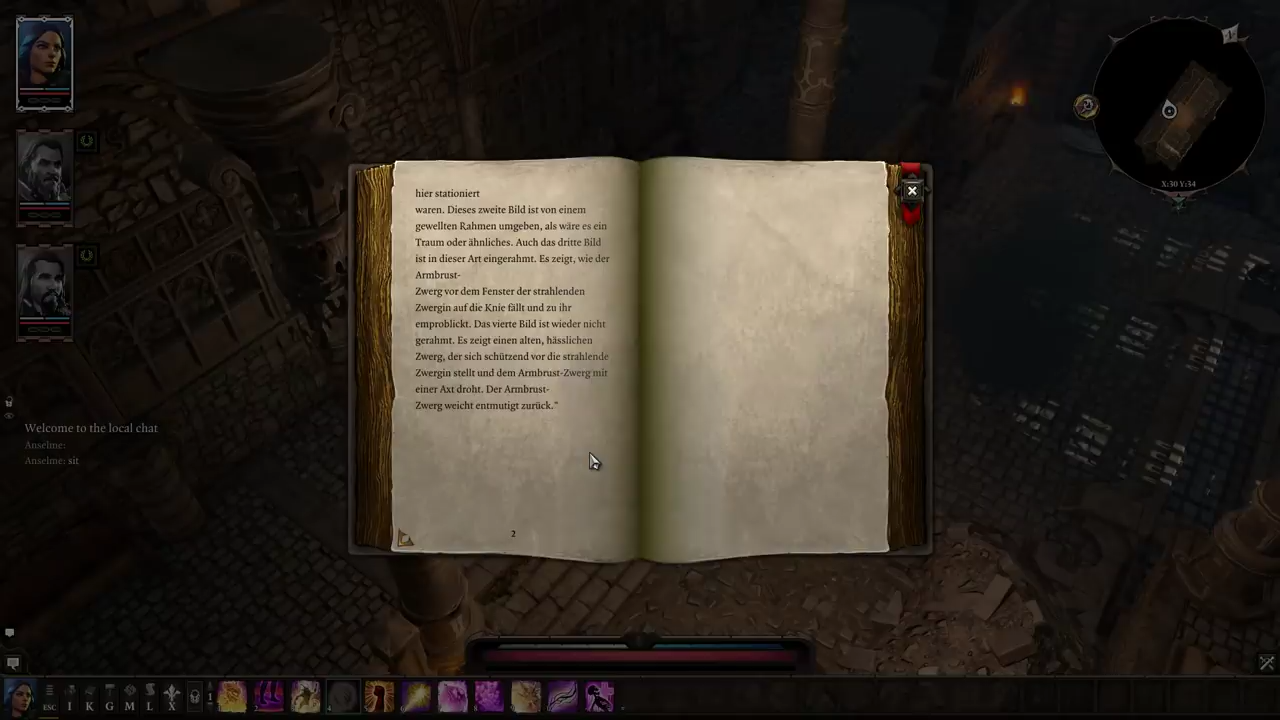 hier stationiert
waren. Dieses zweite Bild ist von einem
gewellten Rahmen umgeben, als wäre es ein
Traum oder ähnliches. Auch das dritte Bild
ist in dieser Art eingerahmt. Es zeigt, wie der
Armbrust-
Zwerg vor dem Fenster der strahlenden
Zwergin auf die Knie fällt und zu ihr
emproblickt. Das vierte Bild ist wieder nicht
gerahmt. Es zeigt einen alten, hässlichen
Zwerg, der sich schützend vor die strahlende
Zwergin stellt und dem Armbrust-Zwerg mit
einer Axt droht. Der Armbrust-
Zwerg weicht entmutigt zurück."
2
X:30 Y:34
Welcome to the local chat
Anselme:
Anselme: sit
ESC I K G M L X 1